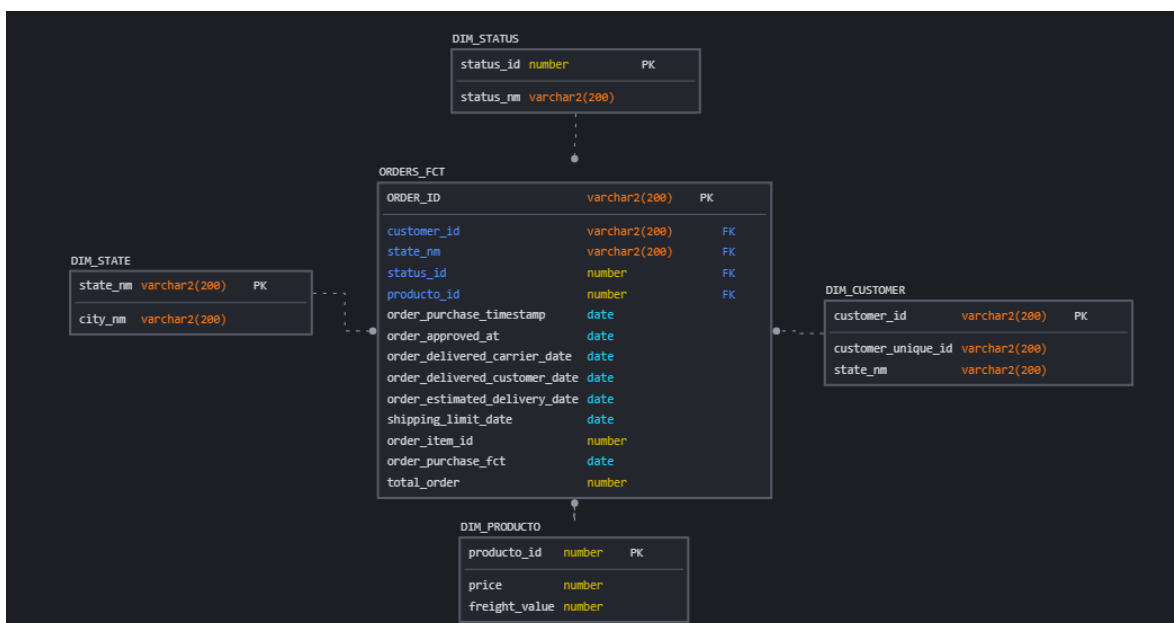 DIM_STATUS
status_id number PK
status_nm varchar2(200)
ORDERS_FCT
ORDER_ID varchar2(200) PK
customer_id varchar2(200) FK
state_nm varchar2(200) FK
status_id number FK
producto_id number FK
order_purchase_timestamp date
order_approved_at date
order_delivered_carrier_date date
order_delivered_customer_date date
order_estimated_delivery_date date
shipping_limit_date date
order_item_id number
order_purchase_fct date
total_order number
DIM_STATE
state_nm varchar2(200) PK
city_nm varchar2(200)
DIM_CUSTOMER
customer_id varchar2(200) PK
customer_unique_id varchar2(200)
state_nm varchar2(200)
DIM_PRODUCTO
producto_id number PK
price number
freight_value number